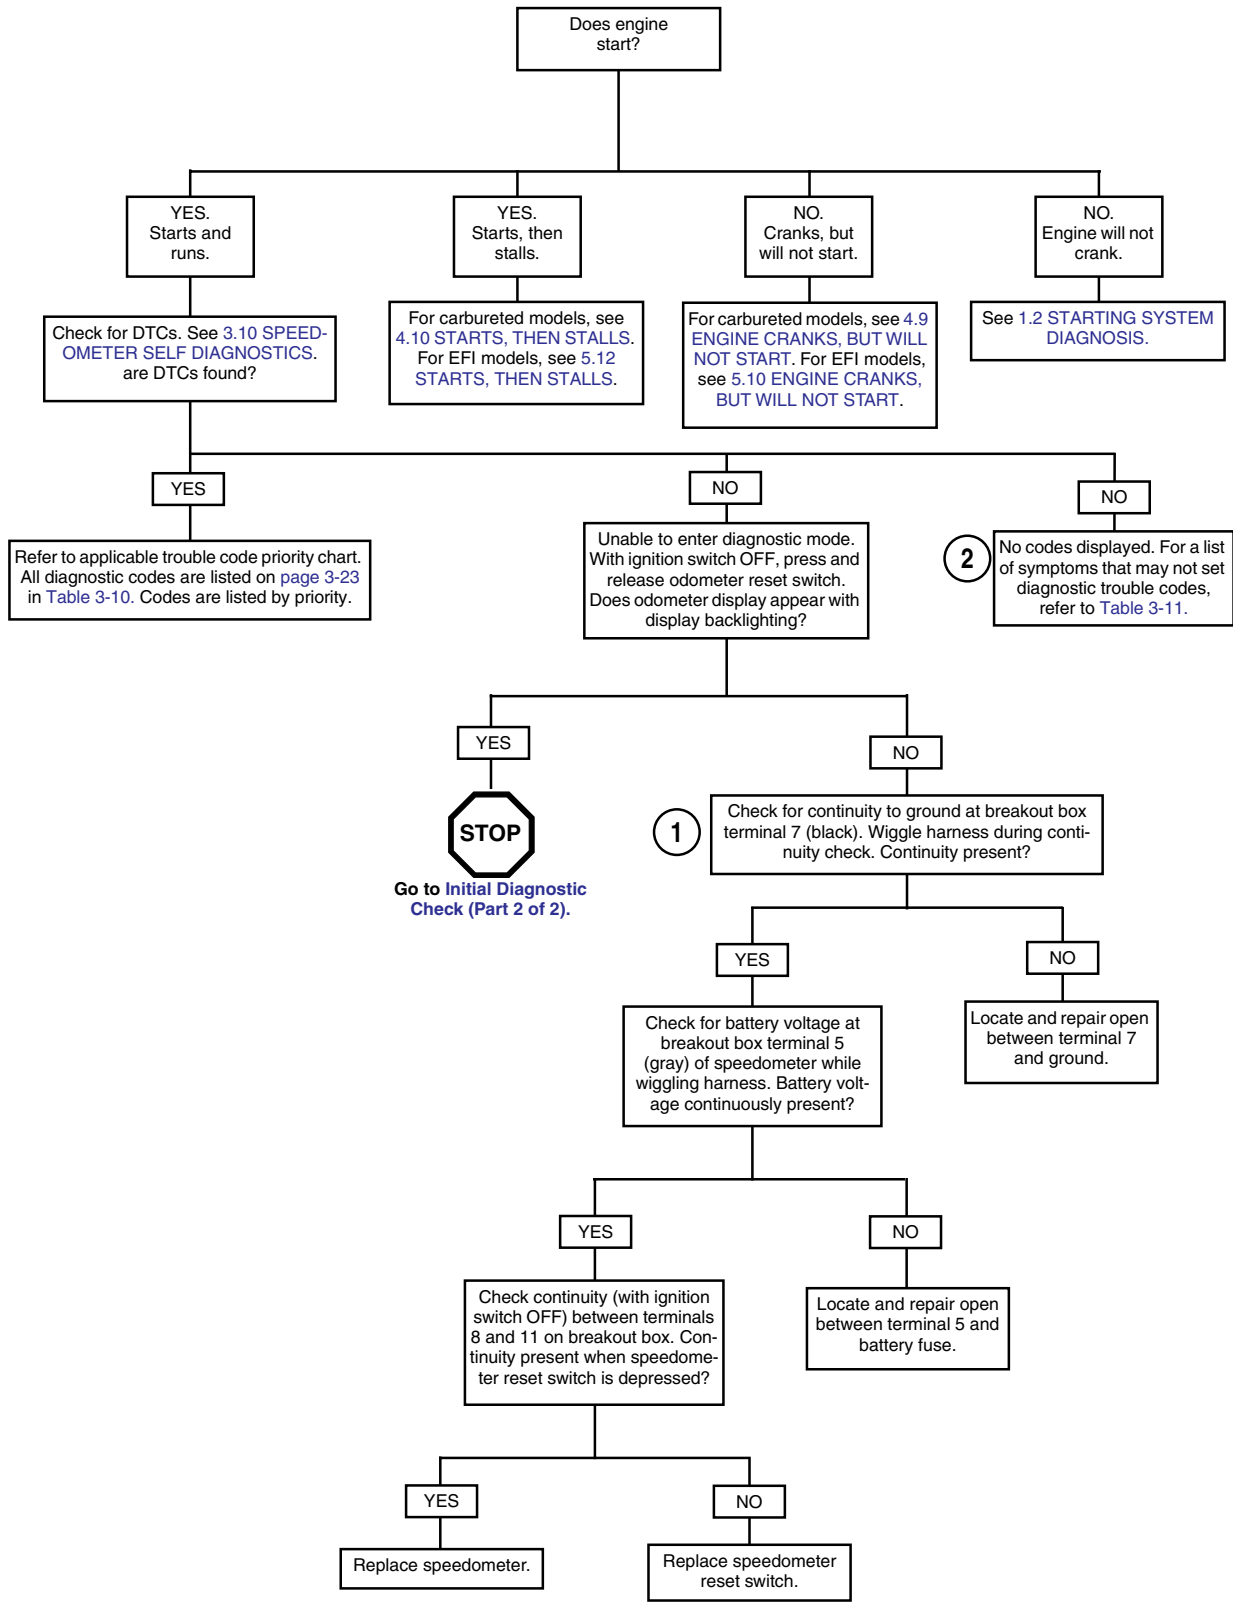 Does engine
start?
YES.
Starts and
runs.
YES.
Starts, then
stalls.
NO.
Cranks, but
will not start.
NO.
Engine will not
crank.
Check for DTCs. See 3.10 SPEED-
OMETER SELF DIAGNOSTICS.
are DTCs found?
For carbureted models, see
4.10 STARTS, THEN STALLS.
For EFI models, see 5.12
STARTS, THEN STALLS.
For carbureted models, see 4.9
ENGINE CRANKS, BUT WILL
NOT START. For EFI models,
see 5.10 ENGINE CRANKS,
BUT WILL NOT START.
See 1.2 STARTING SYSTEM
DIAGNOSIS.
YES
NO
NO
Refer to applicable trouble code priority chart.
All diagnostic codes are listed on page 3-23
in Table 3-10. Codes are listed by priority.
Unable to enter diagnostic mode.
With ignition switch OFF, press and
release odometer reset switch.
Does odometer display appear with
display backlighting?
2
No codes displayed. For a list
of symptoms that may not set
diagnostic trouble codes,
refer to Table 3-11.
YES
NO
STOP
Go to Initial Diagnostic
Check (Part 2 of 2).
1
Check for continuity to ground at breakout box
terminal 7 (black). Wiggle harness during conti-
nuity check. Continuity present?
YES
NO
Check for battery voltage at
breakout box terminal 5
(gray) of speedometer while
wiggling harness. Battery volt-
age continuously present?
Locate and repair open
between terminal 7
and ground.
YES
NO
Check continuity (with ignition
switch OFF) between terminals
8 and 11 on breakout box. Con-
tinuity present when speedome-
ter reset switch is depressed?
Locate and repair open
between terminal 5 and
battery fuse.
YES
NO
Replace speedometer.
Replace speedometer
reset switch.